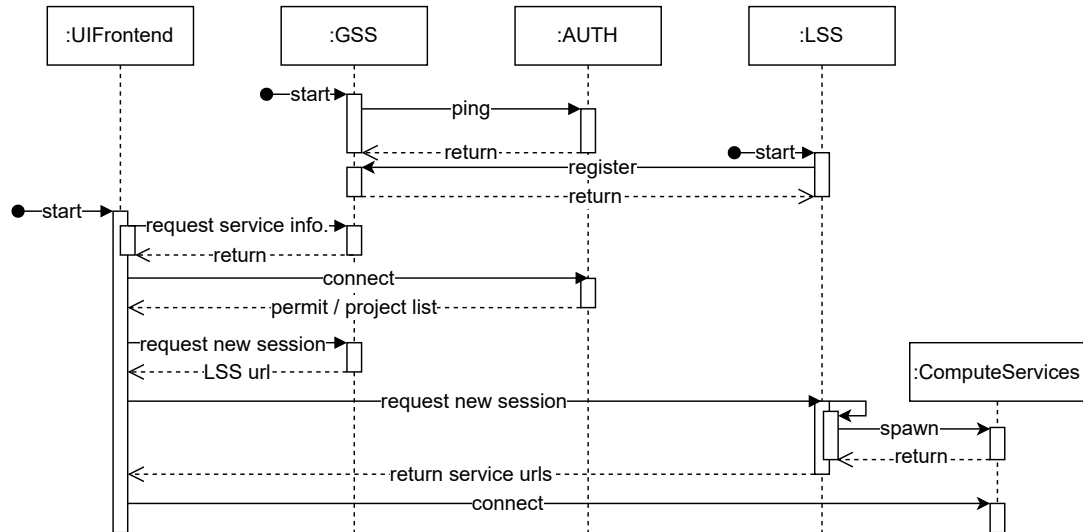 :UIFrontend
:GSS
:AUTH
:LSS
start
ping
return
start
register
return
start
request service info.
return
connect
permit / project list
request new session
LSS url
:ComputeServices
request new session
spawn
return
return service urls
connect